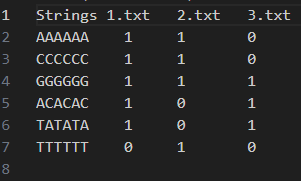 1 Strings 1.txt 2.txt 3.txt
2 AAAAAA 1 1 0
3 CCCCCC 1 1 0
4 GGGGGG 1 1 1
5 ACACAC 1 0 1
6 TATATA 1 0 1
7 TTTTTT 0 1 0
8